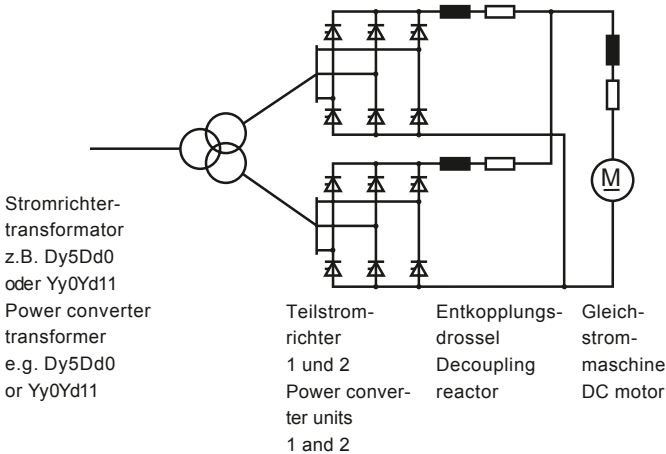 M
Stromrichter-
transformator
z.B. Dy5Dd0
oder Yy0Yd11
Power converter
transformer
e.g. Dy5Dd0
or Yy0Yd11
Teilstrom-
richter
1 und 2
Power conver-
ter units
1 and 2
Entkopplungs-
drossel
Decoupling
reactor
Gleich-
strom-
maschine
DC motor